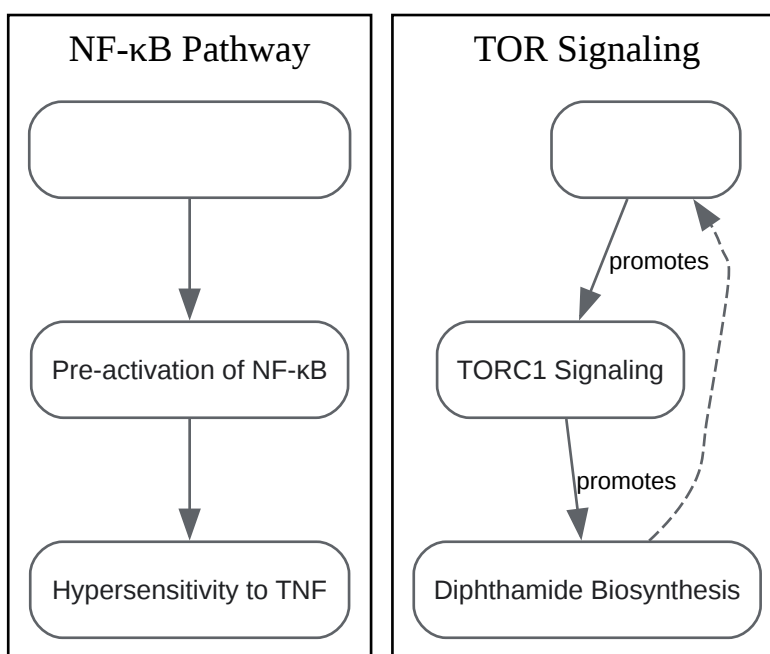 NF-κB Pathway
Pre-activation of NF-κB
Hypersensitivity to TNF
TOR Signaling
promotes
TORC1 Signaling
promotes
Diphthamide Biosynthesis